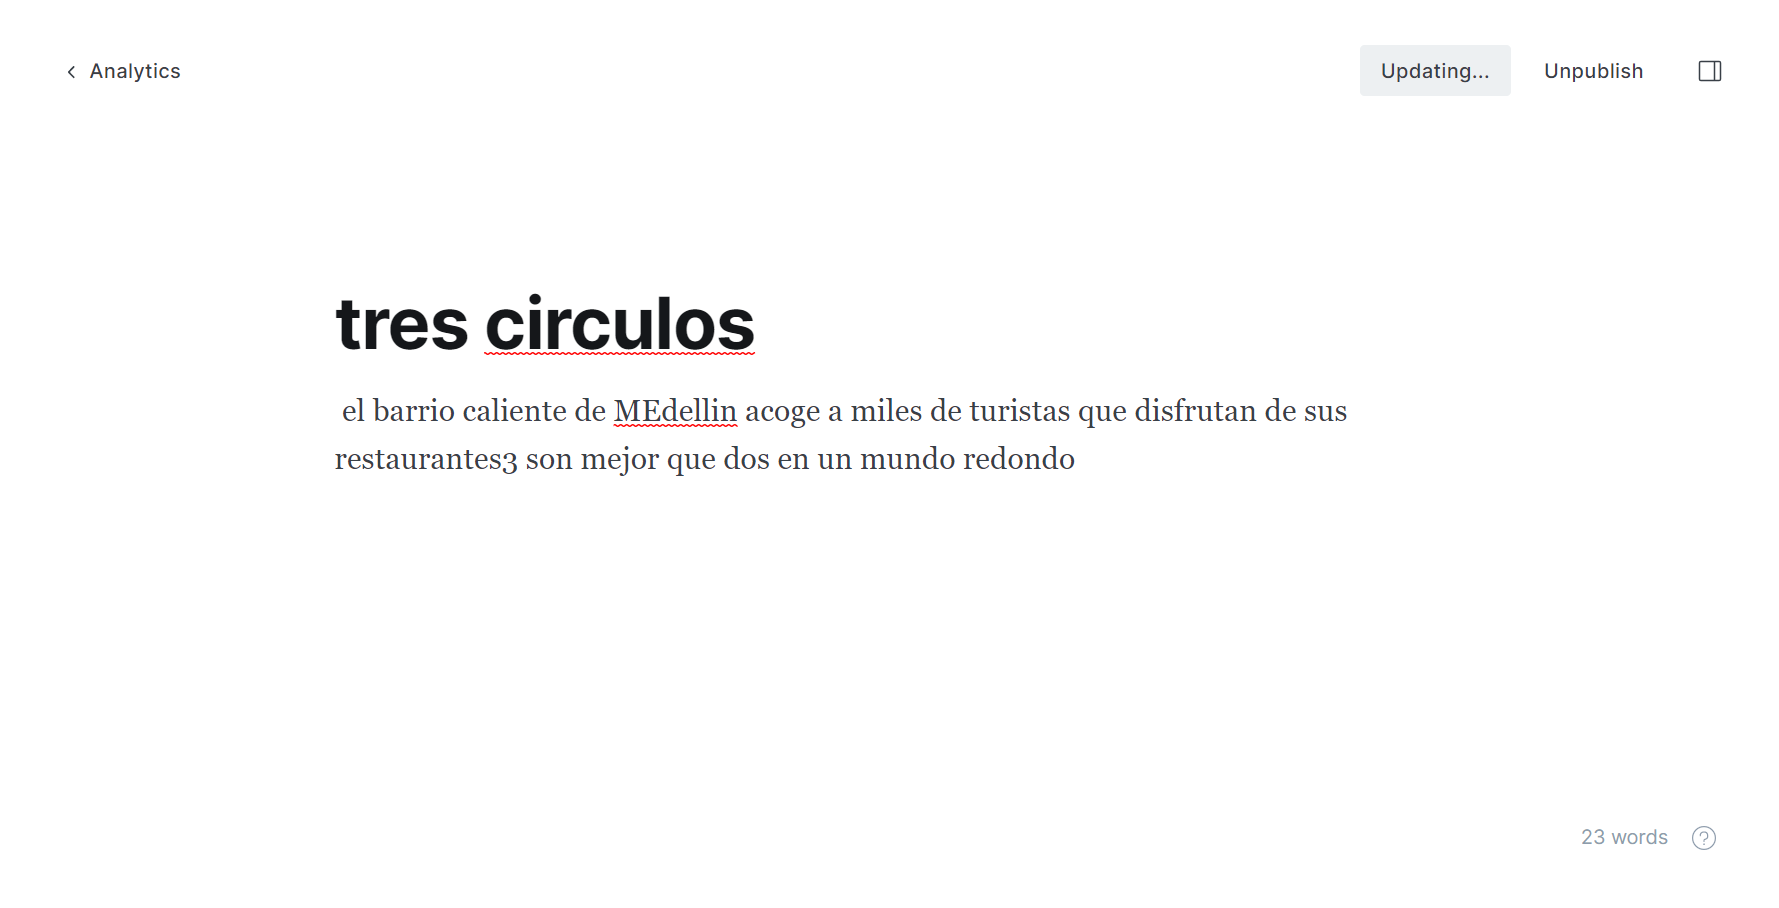 Analytics
Updating...
Unpublish
tres circulos
el barrio caliente de MEdellin acoge a miles de turistas que disfrutan de sus
restaurantes3 son mejor que dos en un mundo redondo
23 words
?